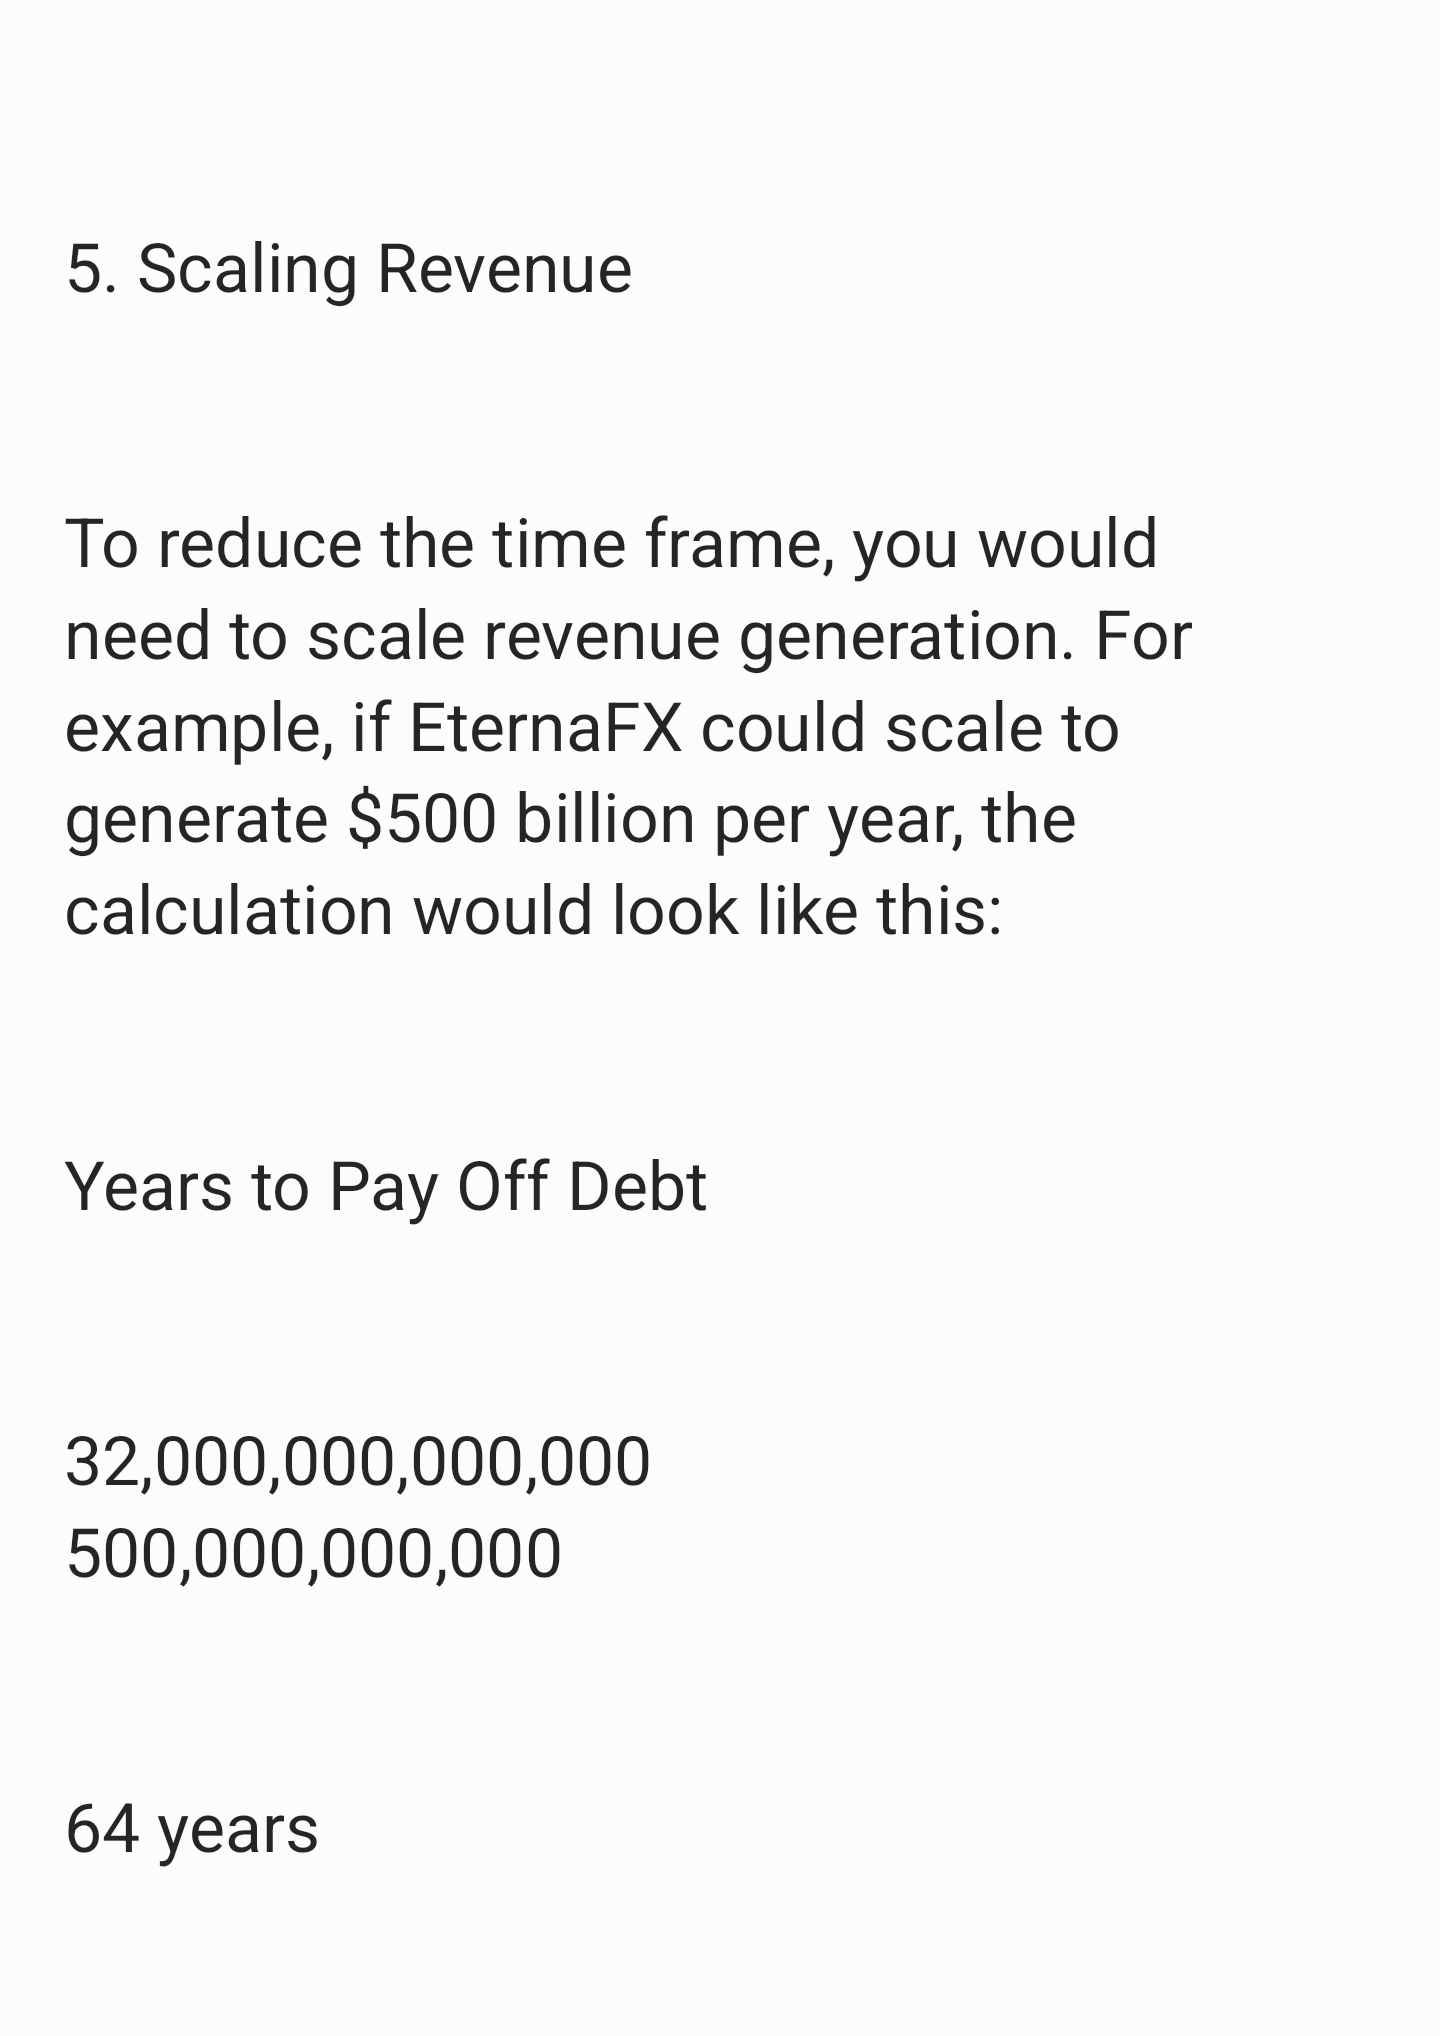 5. Scaling Revenue
To reduce the time frame, you would
need to scale revenue generation. For
example, if EternaFX could scale to
generate $500 billion per year, the
calculation would look like this:
Years to Pay Off Debt
32,000,000,000,000
500,000,000,000
64 years